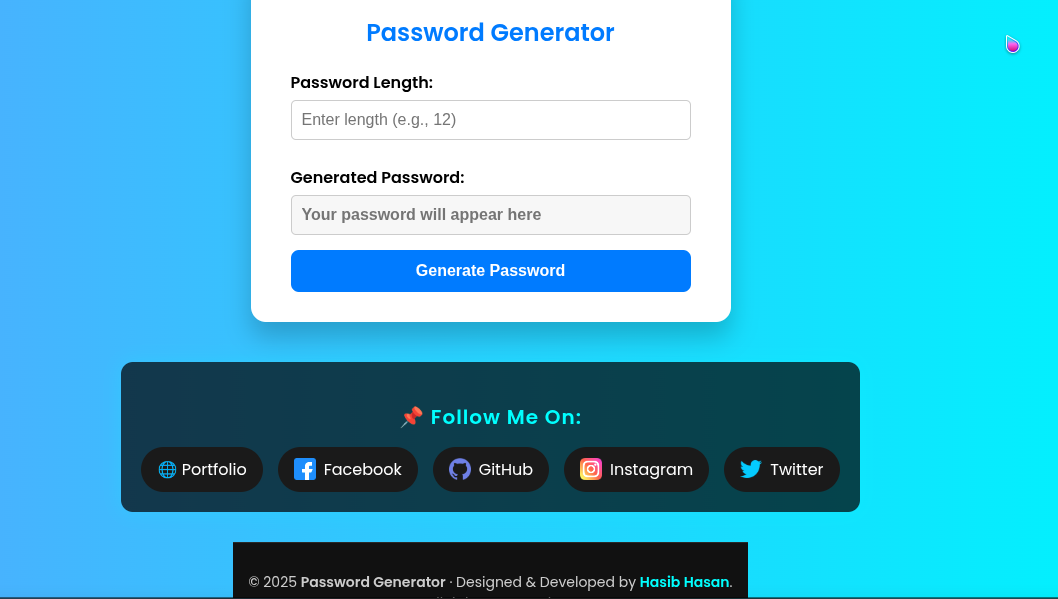 Password Generator
Password Length:
Enter length (e.g., 12)
Generated Password:
Your password will appear here
Generate Password
📌 Follow Me On:
🌐 Portfolio
Facebook
GitHub
Instagram
Twitter
© 2025 Password Generator · Designed & Developed by Hasib Hasan.